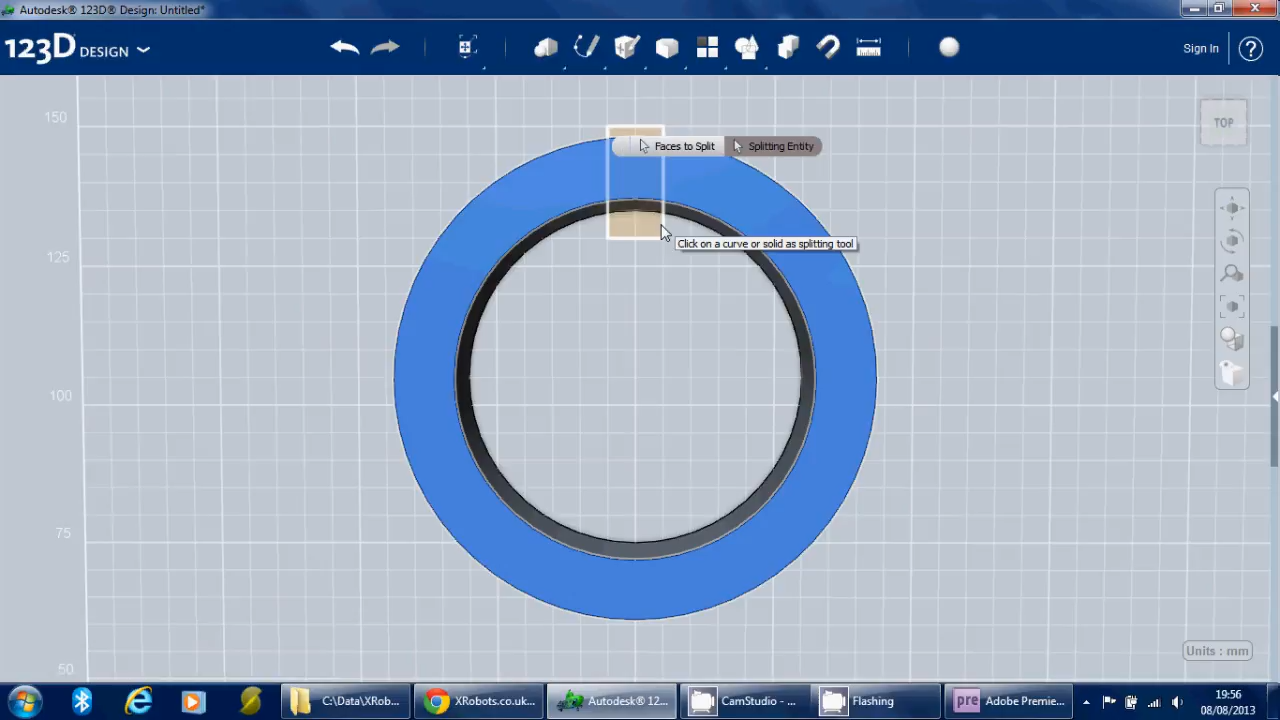 Autodesk® 123D® Design: Untitled*
123D DESIGN
Sign In
?
150
125
100
75
50
TOP
Faces to Split
Splitting Entity
Click on a curve or solid as splitting tool
Units : mm
C:\Data\XRob...
XRobots.co.uk...
Autodesk® 12...
CamStudio - ...
Flashing
pre
Adobe Premie...
19:56
08/08/2013